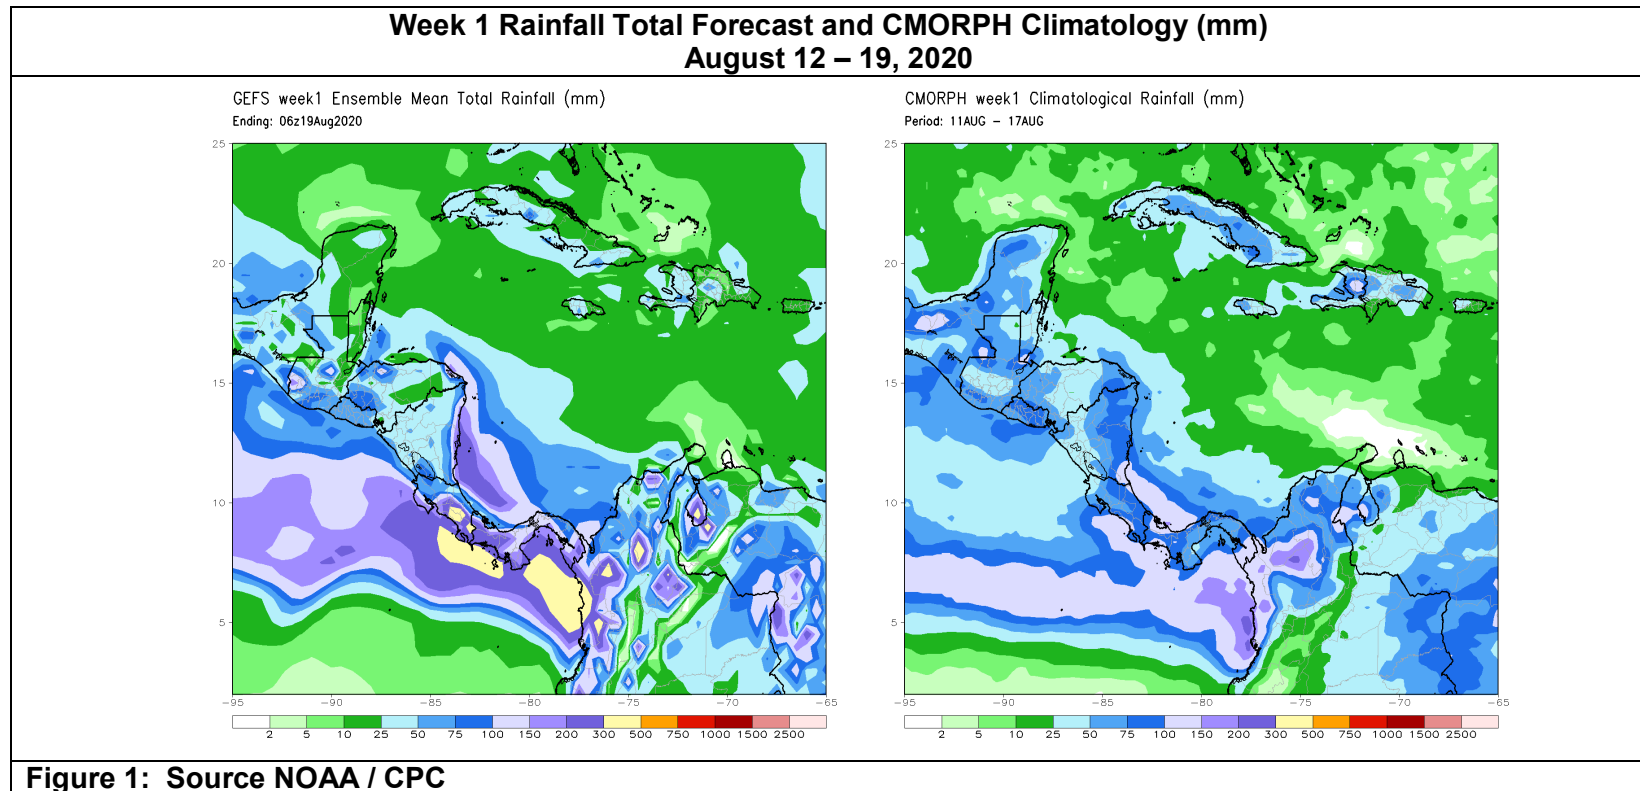 Week 1 Rainfall Total Forecast and CMORPH Climatology (mm)
August 12 – 19, 2020
GEFS week1 Ensemble Mean Total Rainfall (mm)
Ending: 06z19Aug2020
25
20
15
10
5
-95 -90 -85 -80 -75 -70 -65
2 5 10 25 50 75 100 150 200 300 500 750 1000 1500 2500
CMORPH week1 Climatological Rainfall (mm)
Period: 11AUG – 17AUG
25
20
15
10
5
-95 -90 -85 -80 -75 -70 -65
2 5 10 25 50 75 100 150 200 300 500 750 1000 1500 2500
Figure 1: Source NOAA / CPC